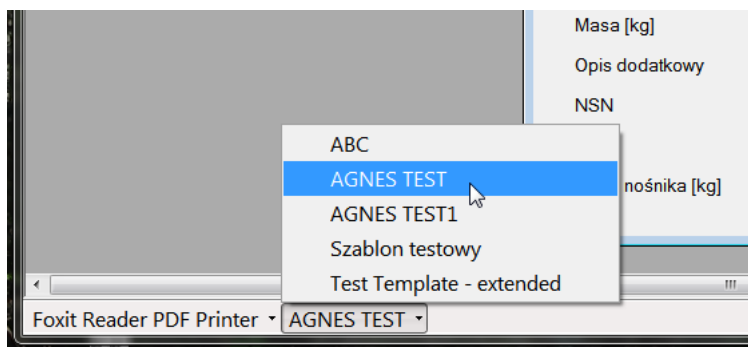 Masa [kg]
Opis dodatkowy
NSN
nośnika [kg]
ABC
AGNES TEST
AGNES TEST1
Szablon testowy
Test Template - extended
Foxit Reader PDF Printer
AGNES TEST